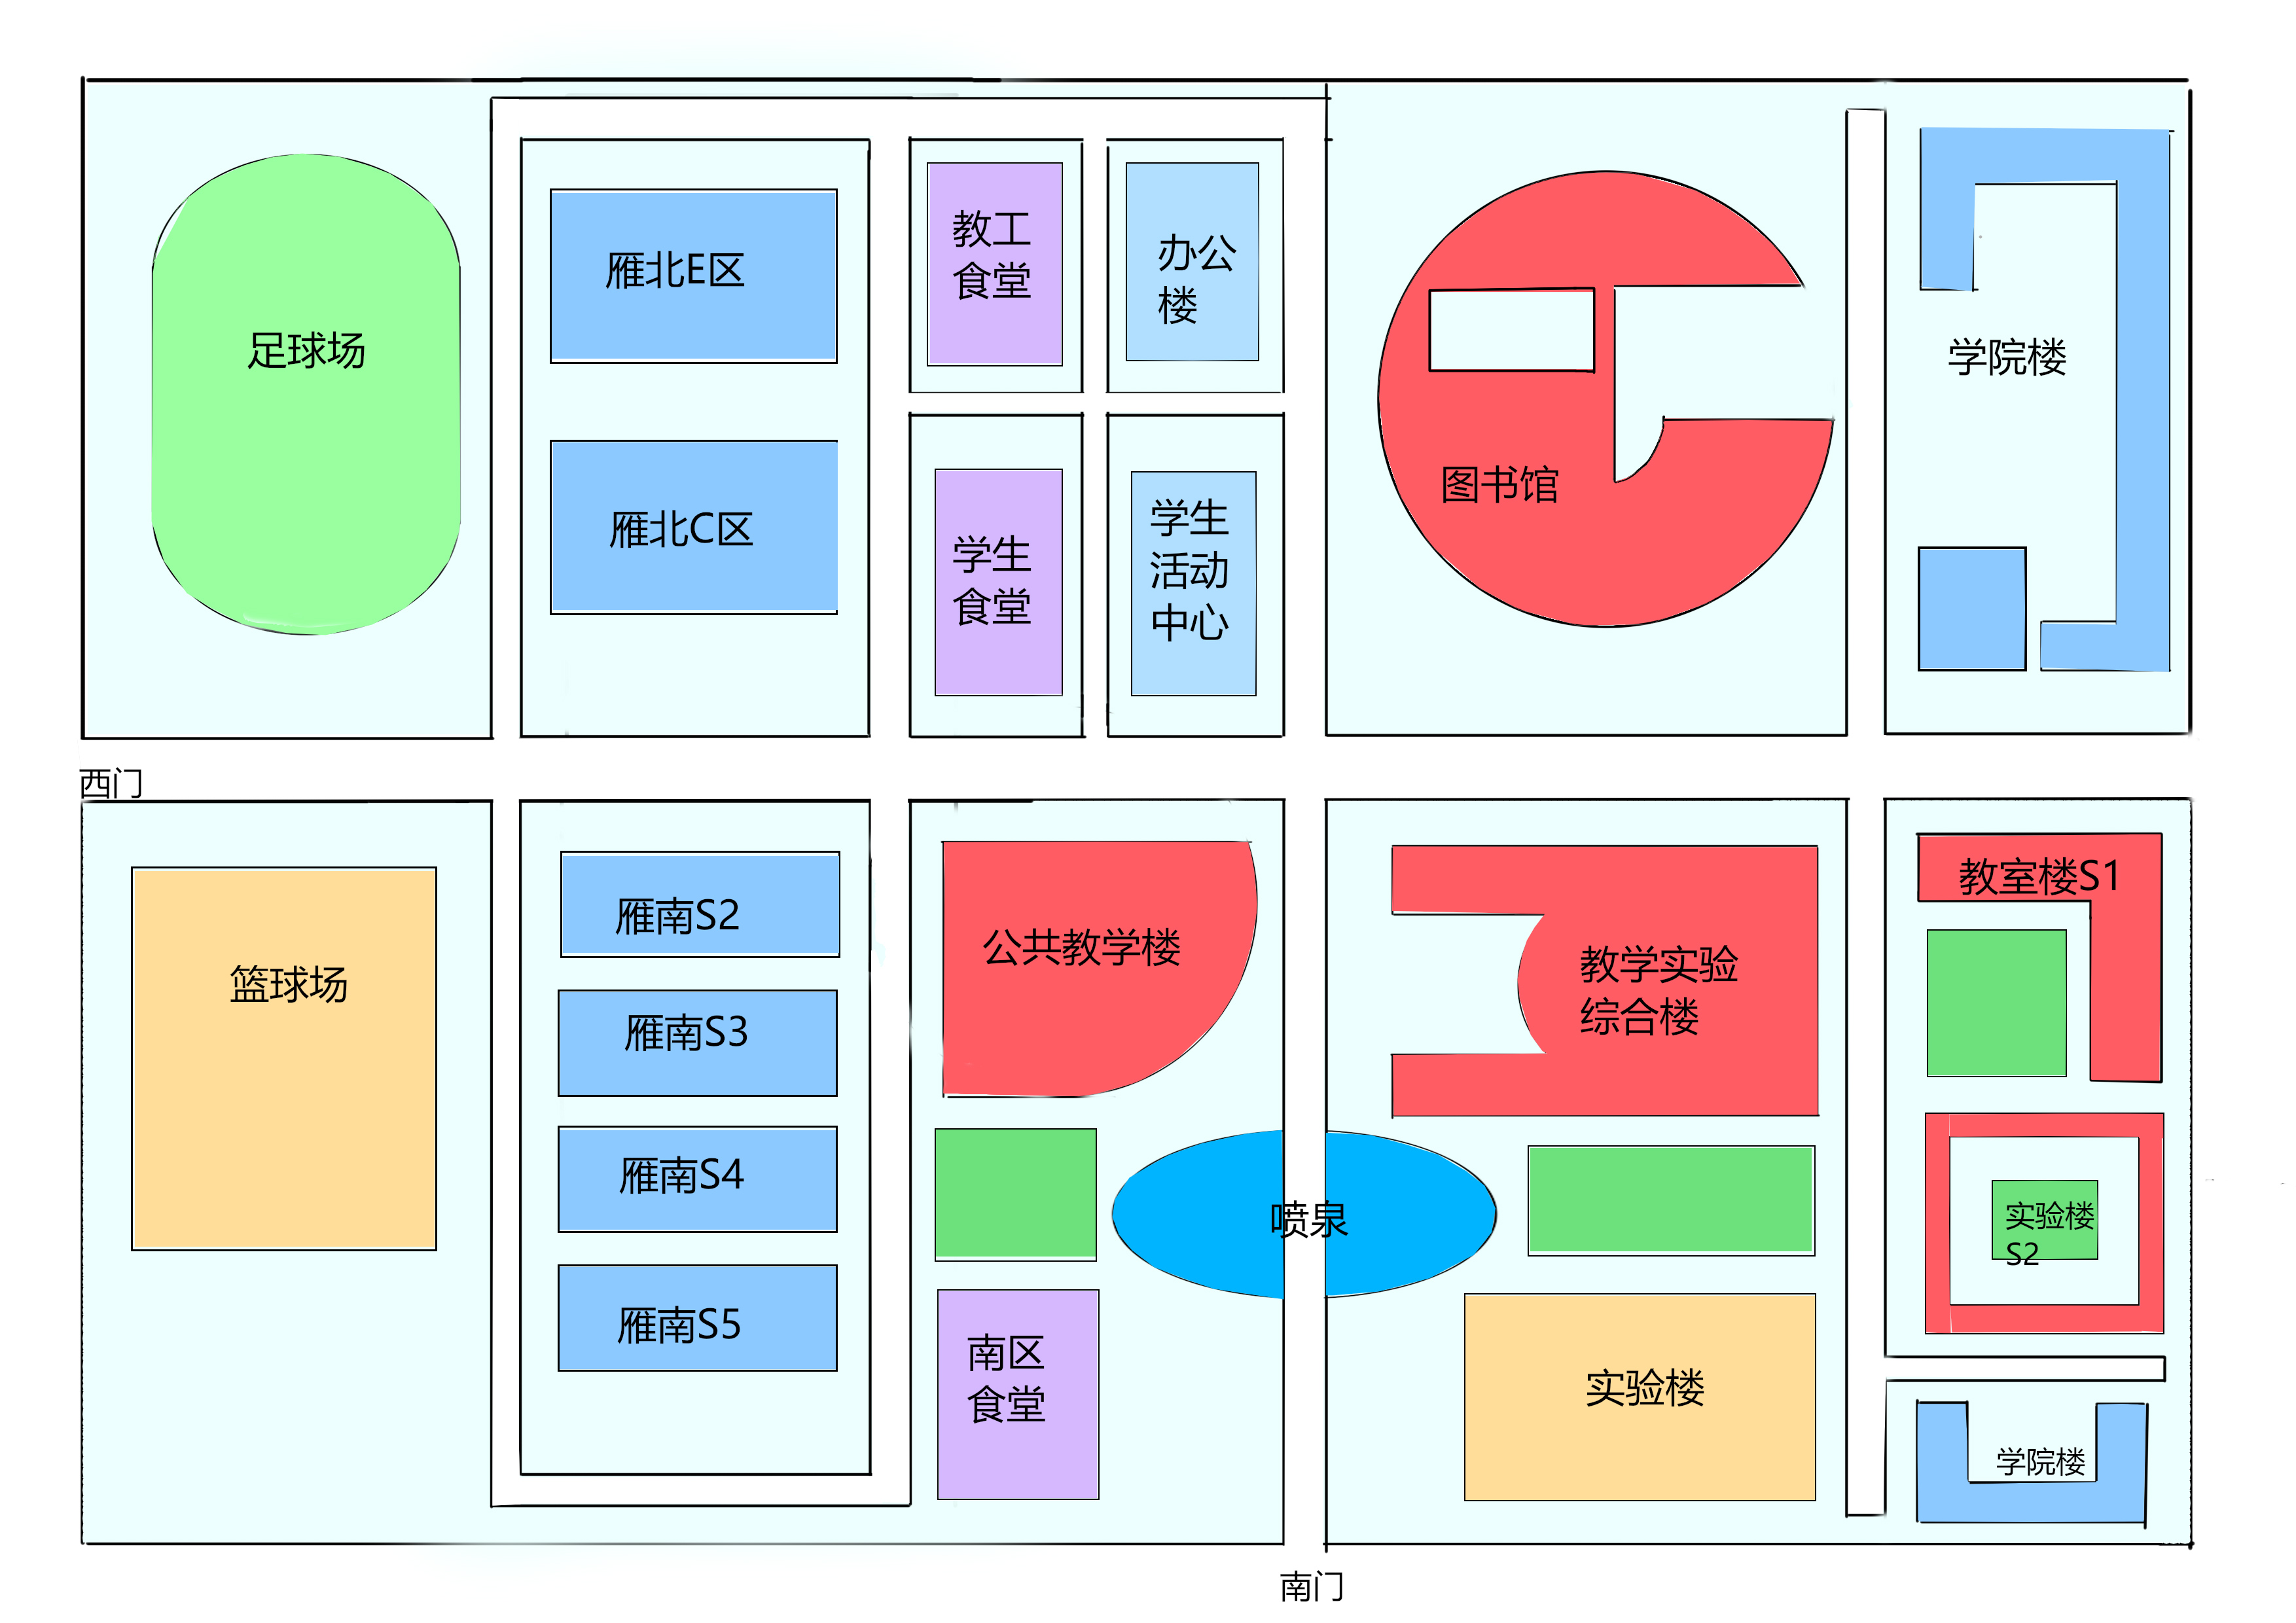 足球场
雁北E区
雁北C区
教工
食堂
办公
楼
学生
食堂
学生
活动
中心
图书馆
学院楼
西门
篮球场
雁南S2
雁南S3
雁南S4
雁南S5
公共教学楼
南区
食堂
喷泉
教学实验
综合楼
实验楼
教室楼S1
实验楼
S2
学院楼
南门